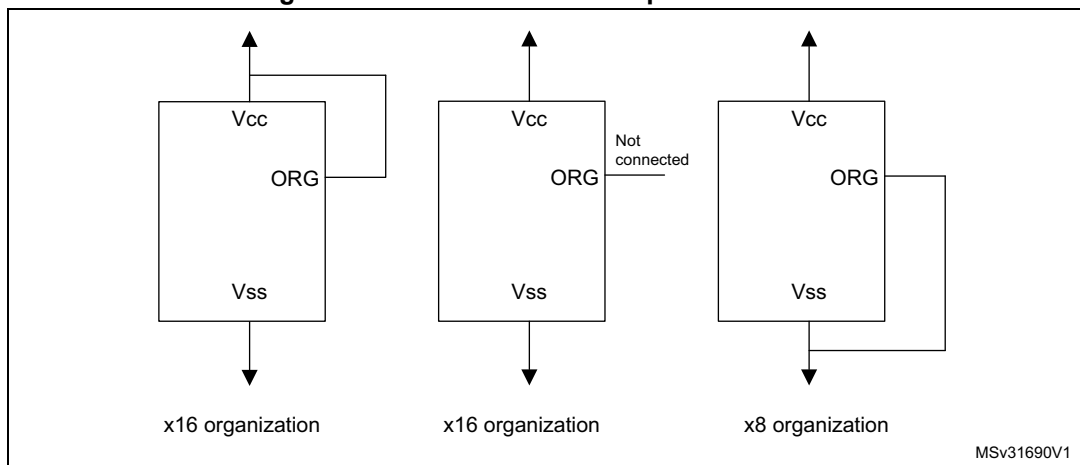 Vcc
ORG
Vss
x16 organization
Vcc
Not
connected
ORG
Vss
x16 organization
Vcc
ORG
Vss
x8 organization
MSv31690V1